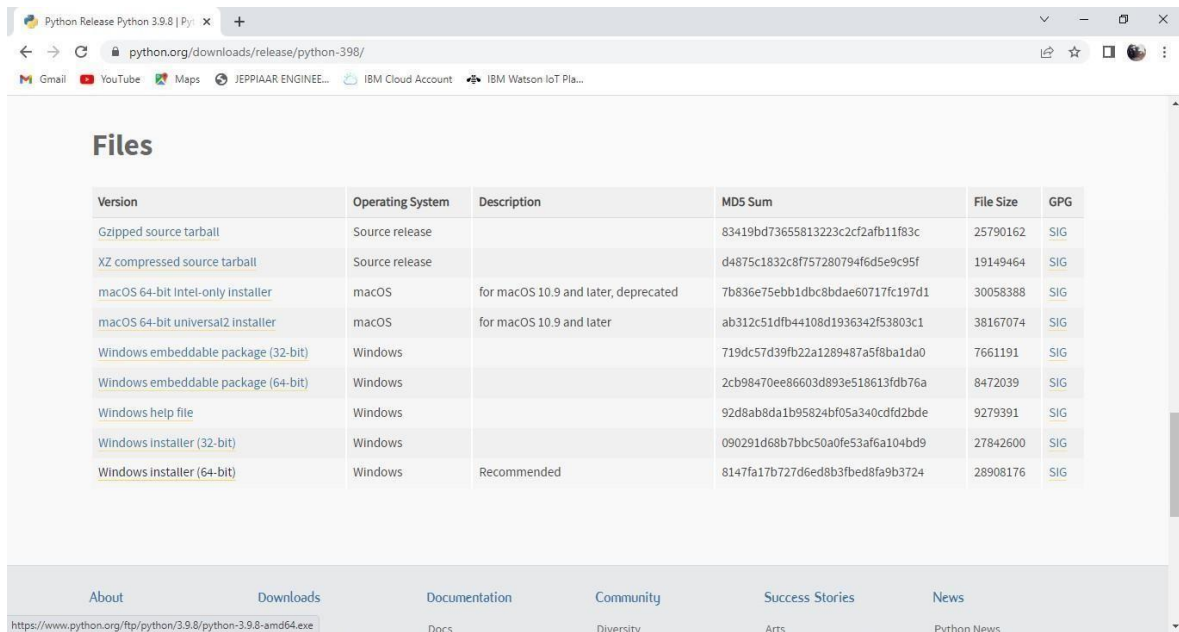 Python Release Python 3.9.8 | Pyt
python.org/downloads/release/python-398/
Gmail YouTube Maps JEPPIAAR ENGINEE... IBM Cloud Account IBM Watson IoT Pla...
Files
Version Operating System Description MD5 Sum File Size GPG
Gzipped source tarball Source release 83419bd73655813223c2cf2afb11f83c 25790162 SIG
XZ compressed source tarball Source release d4875c1832c8f757280794f6d5e9c95f 19149464 SIG
macOS 64-bit Intel-only installer macOS for macOS 10.9 and later, deprecated 7b836e75ebb1dbc8bdae60717fc197d1 30058388 SIG
macOS 64-bit universal2 installer macOS for macOS 10.9 and later ab312c51dfb44108d1936342f53803c1 38167074 SIG
Windows embeddable package (32-bit) Windows 719dc57d39fb22a1289487a5f8ba1da0 7661191 SIG
Windows embeddable package (64-bit) Windows 2cb98470ee86603d893e518613fdb76a 8472039 SIG
Windows help file Windows 92d8ab8da1b95824bf05a340cdfd2bde 9279391 SIG
Windows installer (32-bit) Windows 090291d68b7bbc50a0fe53af6a104bd9 27842600 SIG
Windows installer (64-bit) Windows Recommended 8147fa17b727d6ed8b3fbed8fa9b3724 28908176 SIG
About Downloads Documentation Community Success Stories News
https://www.python.org/ftp/python/3.9.8/python-3.9.8-amd64.exe Docs Diversity Arts Python News